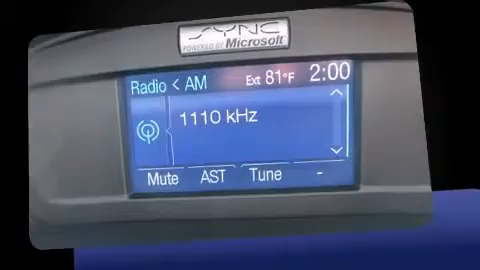 SYNC
POWERED BY Microsoft
Radio < AM Ext 81°F 2:00
1110 kHz
Mute AST Tune -